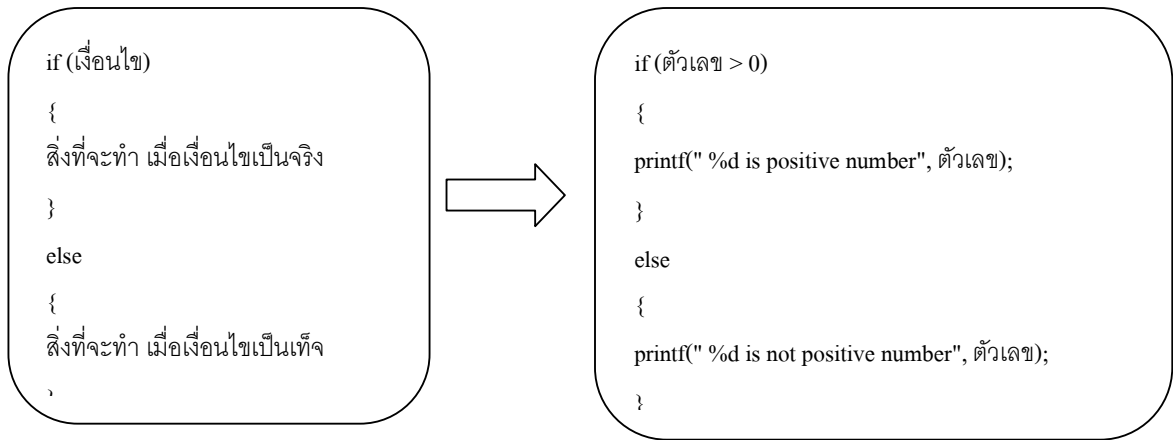 if (เงื่อนไข)
{
สิ่งที่จะทำ เมื่อเงื่อนไขเป็นจริง
}
else
{
สิ่งที่จะทำ เมื่อเงื่อนไขเป็นเท็จ
}
if (ตัวเลข > 0)
{
printf(" %d is positive number", ตัวเลข);
}
else
{
printf(" %d is not positive number", ตัวเลข);
}